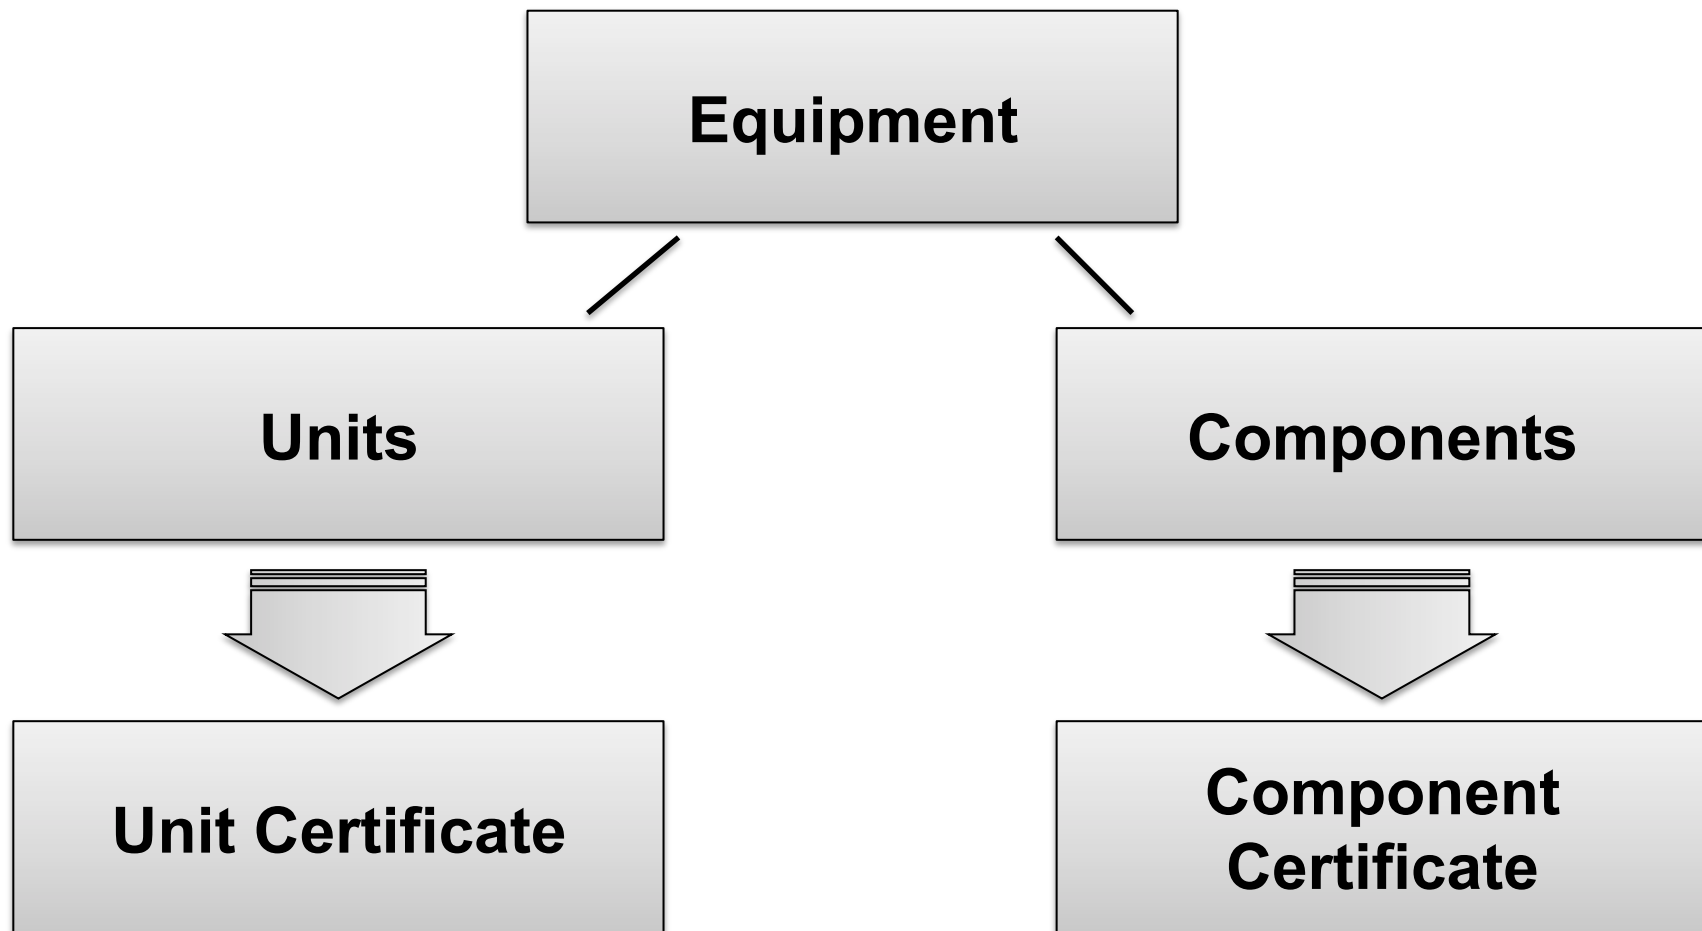 Equipment
Units
Components
Unit Certificate
Component
Certificate